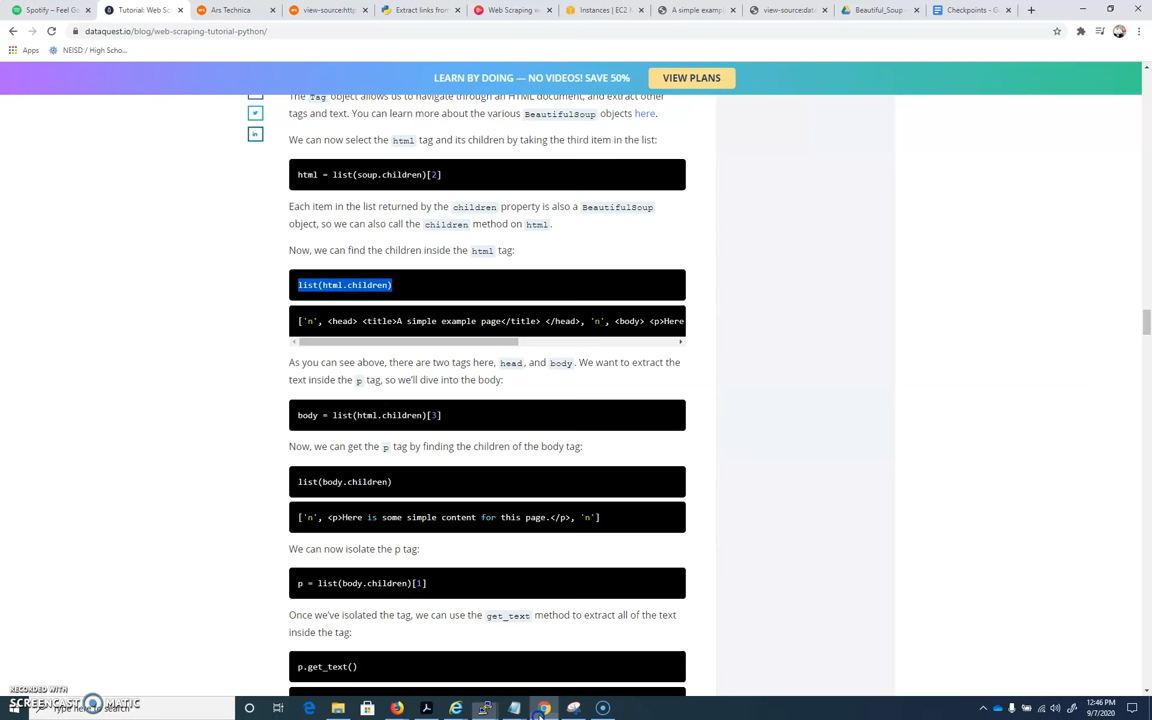 Spotify – Feel Go
Tutorial: Web Scr
Ars Technica
view-source:http
Extract links from
Web Scraping w
Instances | EC2 M
A simple examp
view-source:data
Beautiful_Soup -
Checkpoints - Go
dataquest.io/blog/web-scraping-tutorial-python/
Apps
NEISD / High Scho...
LEARN BY DOING — NO VIDEOS! SAVE 50%
VIEW PLANS
The Tag object allows us to navigate through an HTML document, and extract other
tags and text. You can learn more about the various BeautifulSoup objects here.
We can now select the html tag and its children by taking the third item in the list:
html = list(soup.children)[2]
Each item in the list returned by the children property is also a BeautifulSoup
object, so we can also call the children method on html.
Now, we can find the children inside the html tag:
list(html.children)
['n', <head> <title>A simple example page</title> </head>, 'n', <body> <p>Here
As you can see above, there are two tags here, head, and body. We want to extract the
text inside the p tag, so we'll dive into the body:
body = list(html.children)[3]
Now, we can get the p tag by finding the children of the body tag:
list(body.children)
['n', <p>Here is some simple content for this page.</p>, 'n']
We can now isolate the p tag:
p = list(body.children)[1]
Once we've isolated the tag, we can use the get_text method to extract all of the text
inside the tag:
p.get_text()
RECORDED WITH
SCREENCAST MATIC
Type here to search
12:46 PM
9/7/2020